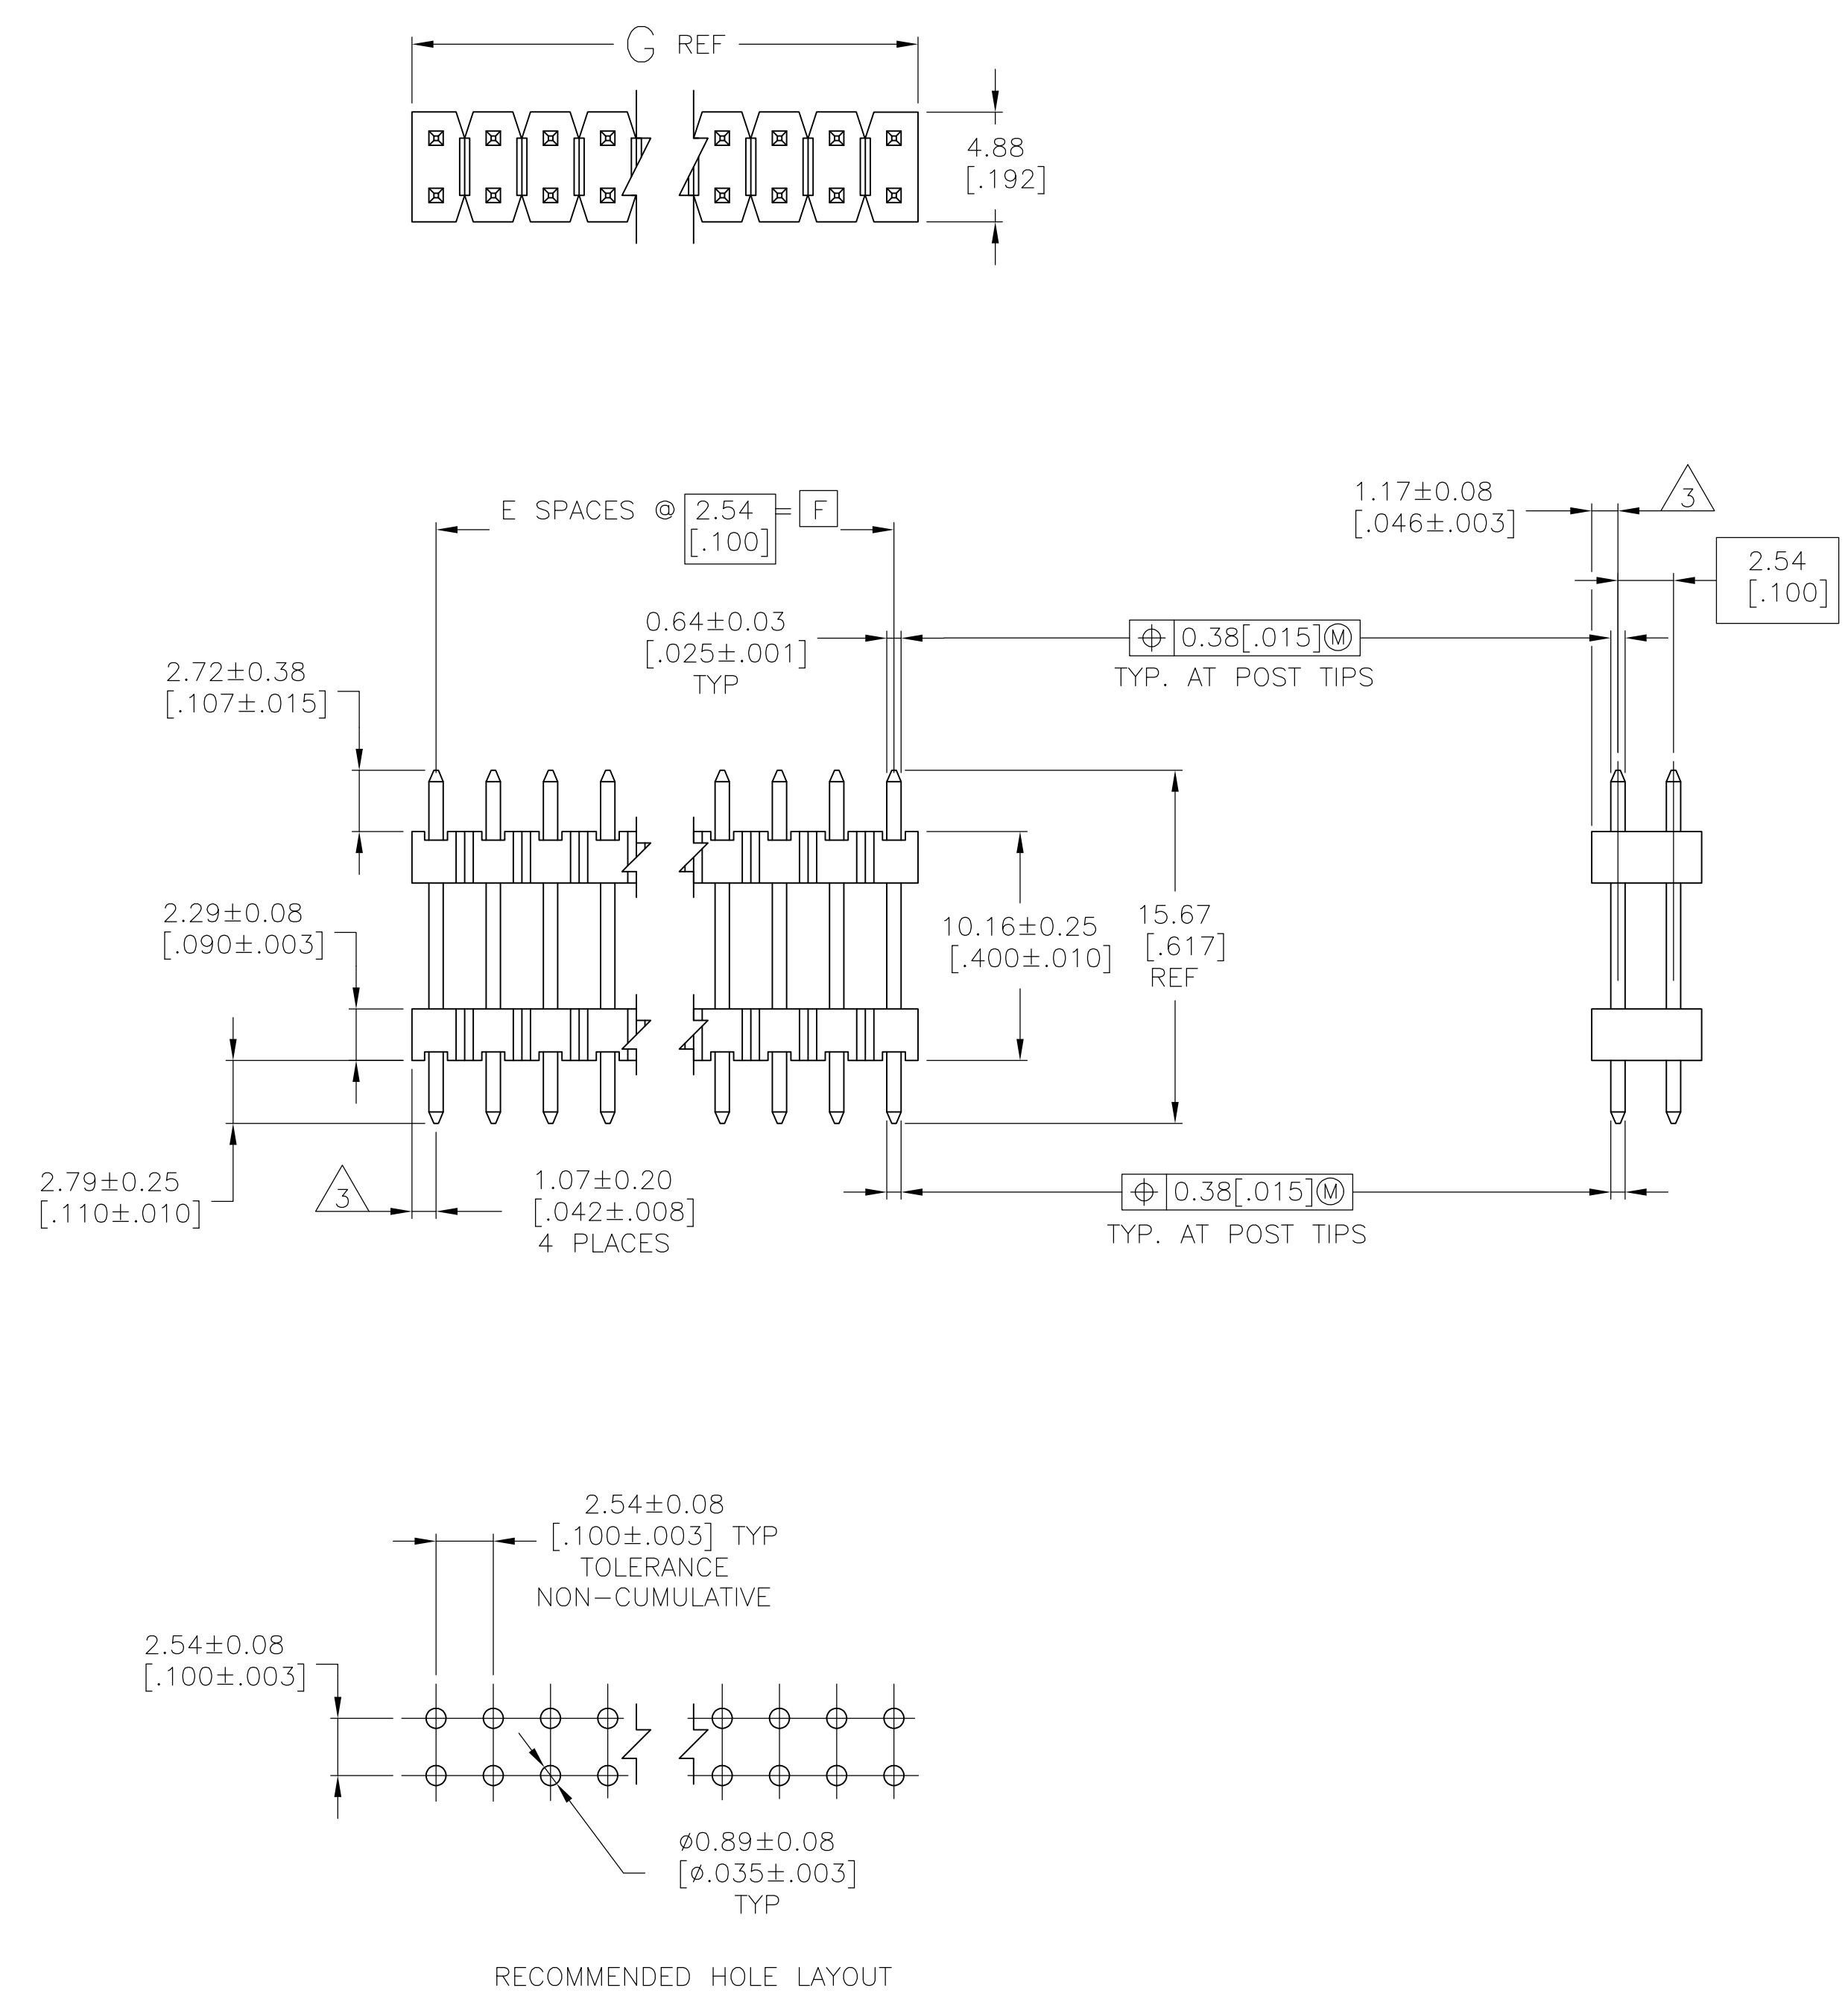 G REF
4.88
[.192]
1.17±0.08
[.046±.003]
3
E SPACES @ 2.54 = F
[.100]
2.54
[.100]
0.64±0.03
[.025±.001]
TYP
0.38[.015]Ⓜ
TYP. AT POST TIPS
2.72±0.38
[.107±.015]
2.29±0.08
[.090±.003]
10.16±0.25
[.400±.010]
15.67
[.617]
REF
2.79±0.25
[.110±.010]
3
1.07±0.20
[.042±.008]
4 PLACES
0.38[.015]Ⓜ
TYP. AT POST TIPS
2.54±0.08
[.100±.003] TYP
TOLERANCE
NON-CUMULATIVE
2.54±0.08
[.100±.003]
ø0.89±0.08
[ø.035±.003]
TYP
RECOMMENDED HOLE LAYOUT